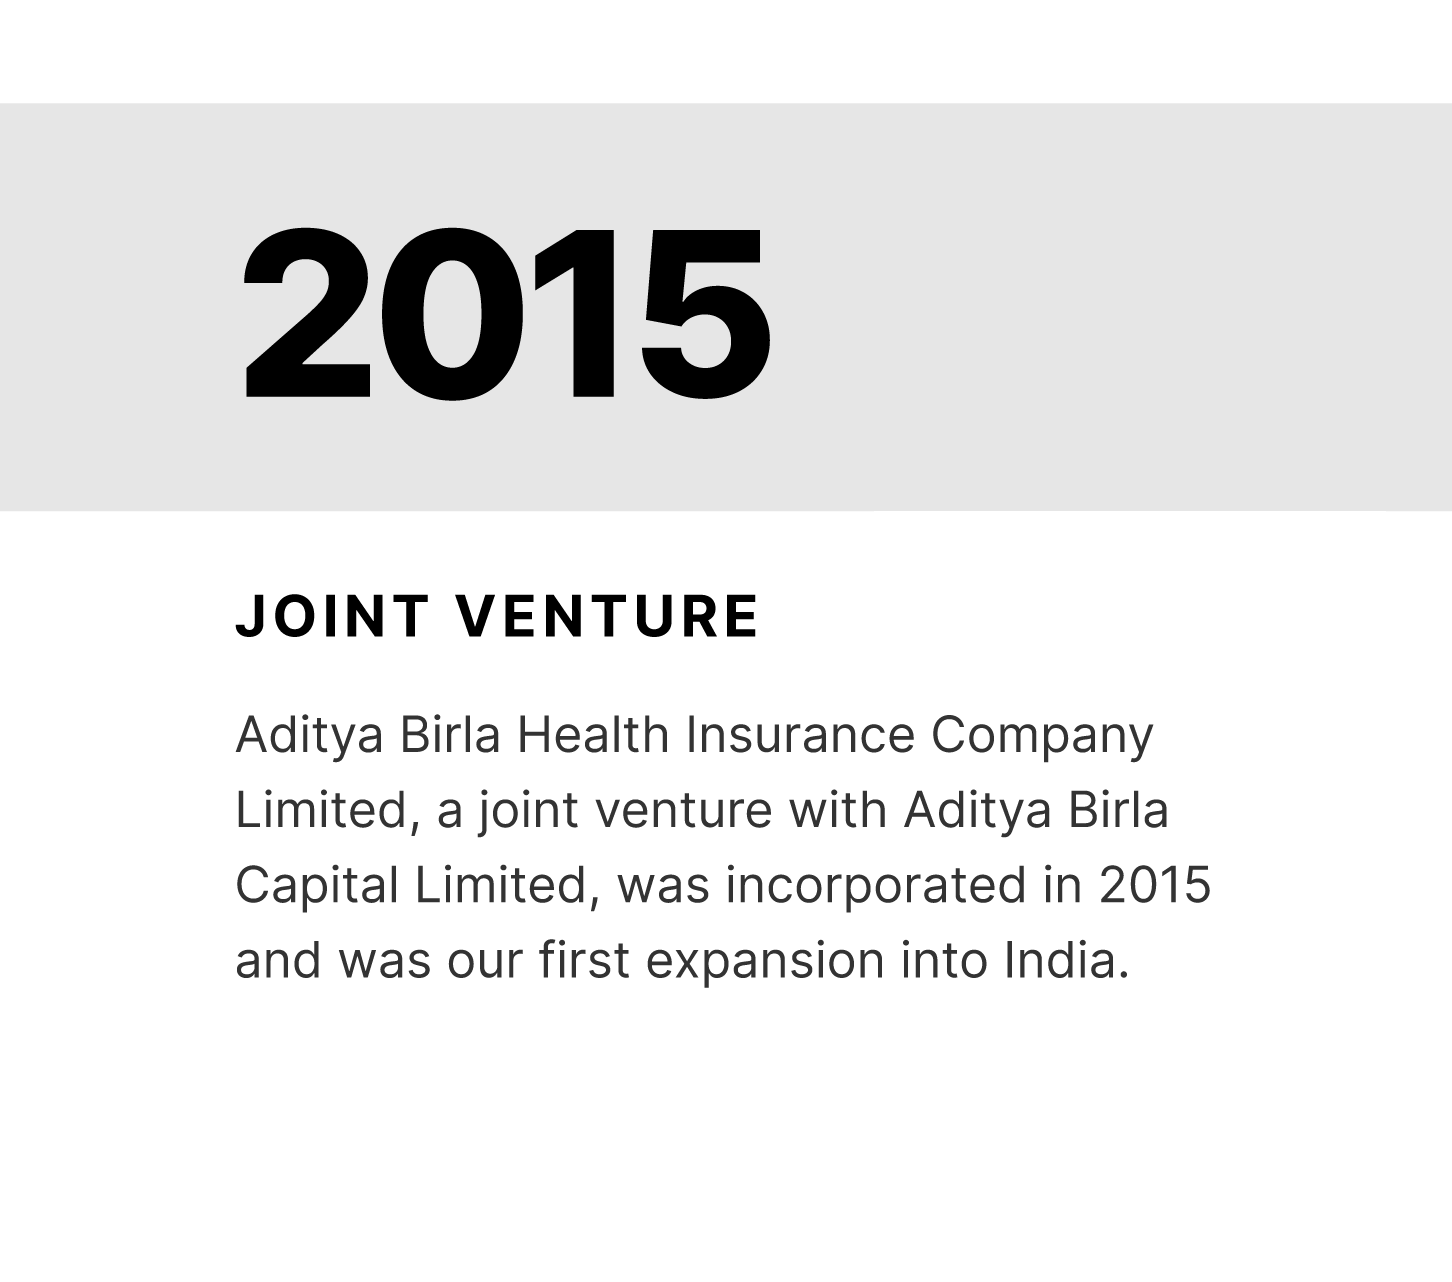 2015
JOINT VENTURE
Aditya Birla Health Insurance Company
Limited, a joint venture with Aditya Birla
Capital Limited, was incorporated in 2015
and was our first expansion into India.